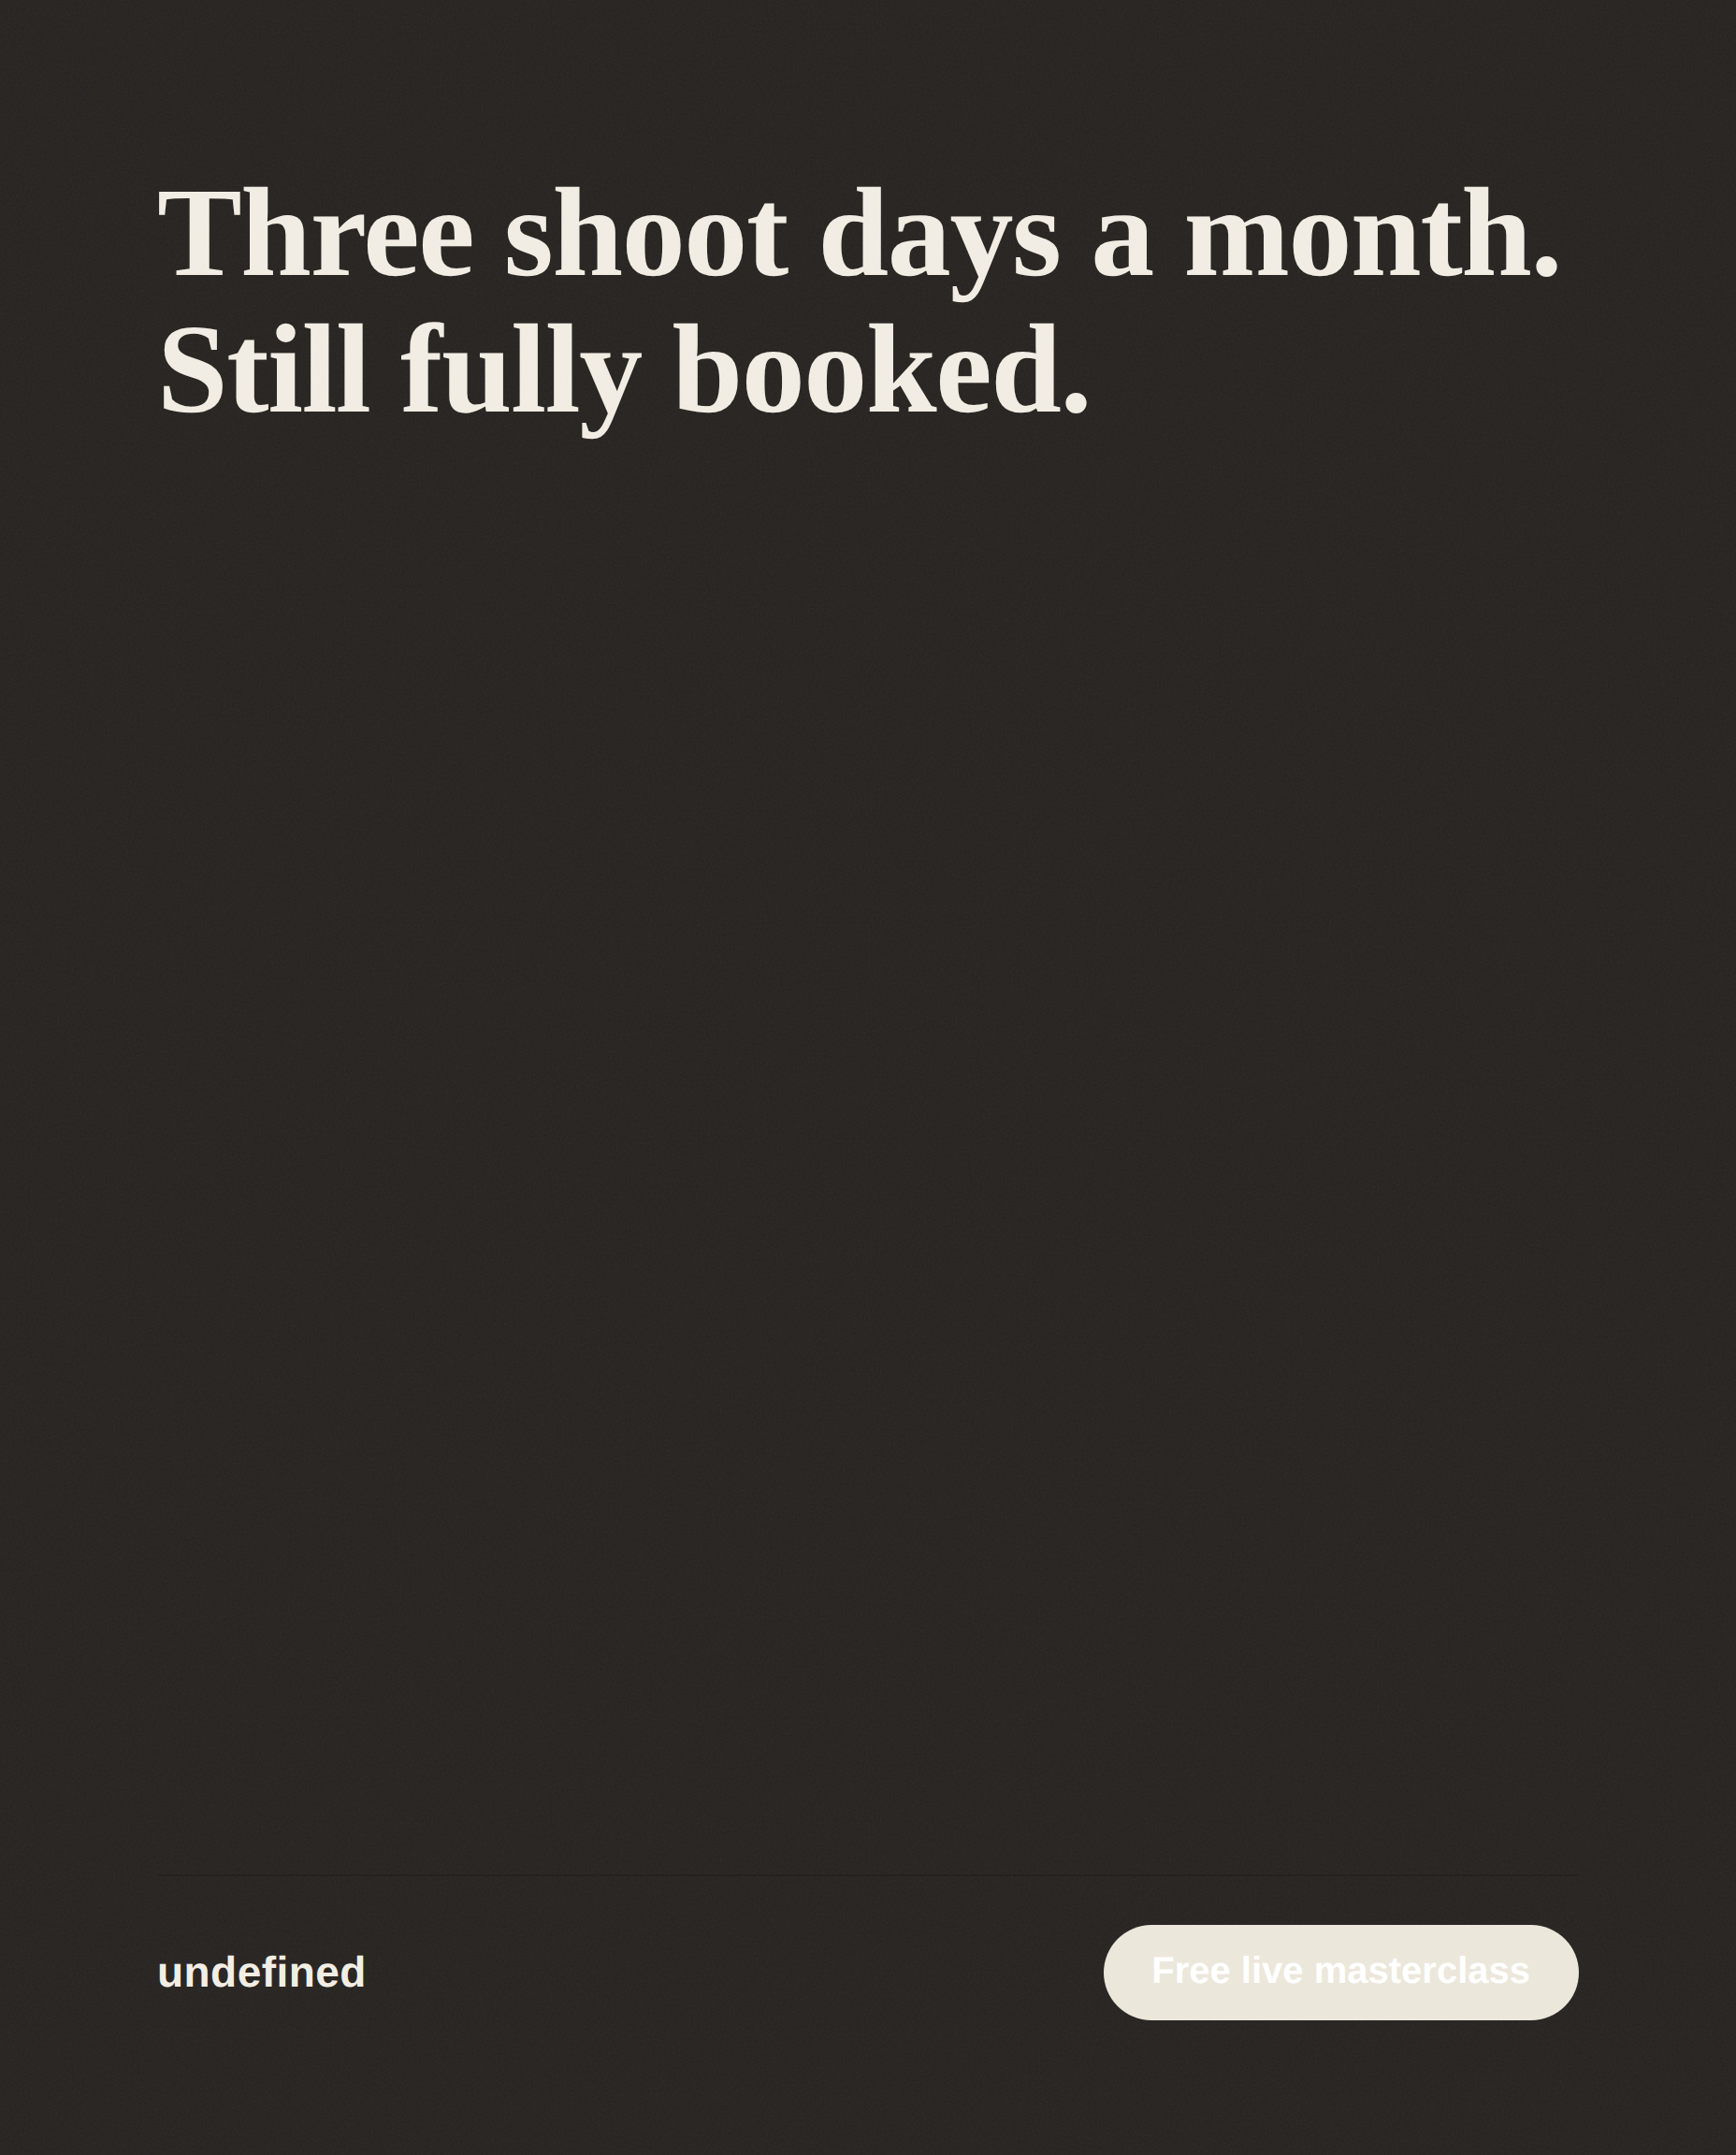 Three shoot days a month.
Still fully booked.
undefined
Free live masterclass